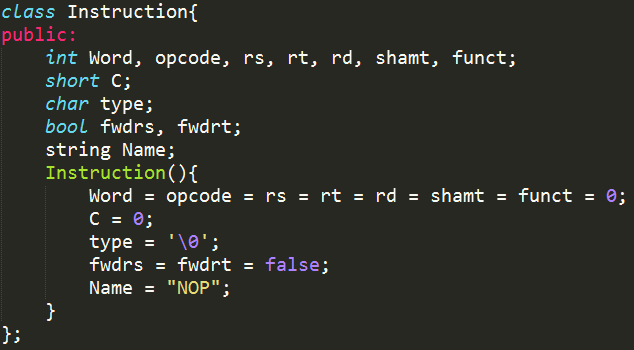 class Instruction{
public:
    int Word, opcode, rs, rt, rd, shamt, funct;
    short C;
    char type;
    bool fwdrs, fwdrt;
    string Name;
    Instruction(){
        Word = opcode = rs = rt = rd = shamt = funct = 0;
        C = 0;
        type = '\0';
        fwdrs = fwdrt = false;
        Name = "NOP";
    }
};